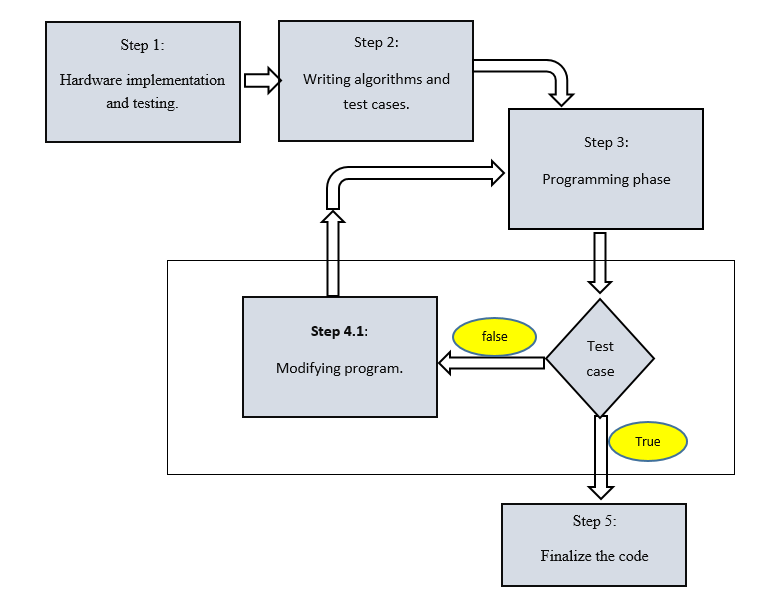 Step 1:
Hardware implementation
and testing.
Step 2:
Writing algorithms and
test cases.
Step 3:
Programming phase
Step 4.1:
Modifying program.
false
Test
case
True
Step 5:
Finalize the code